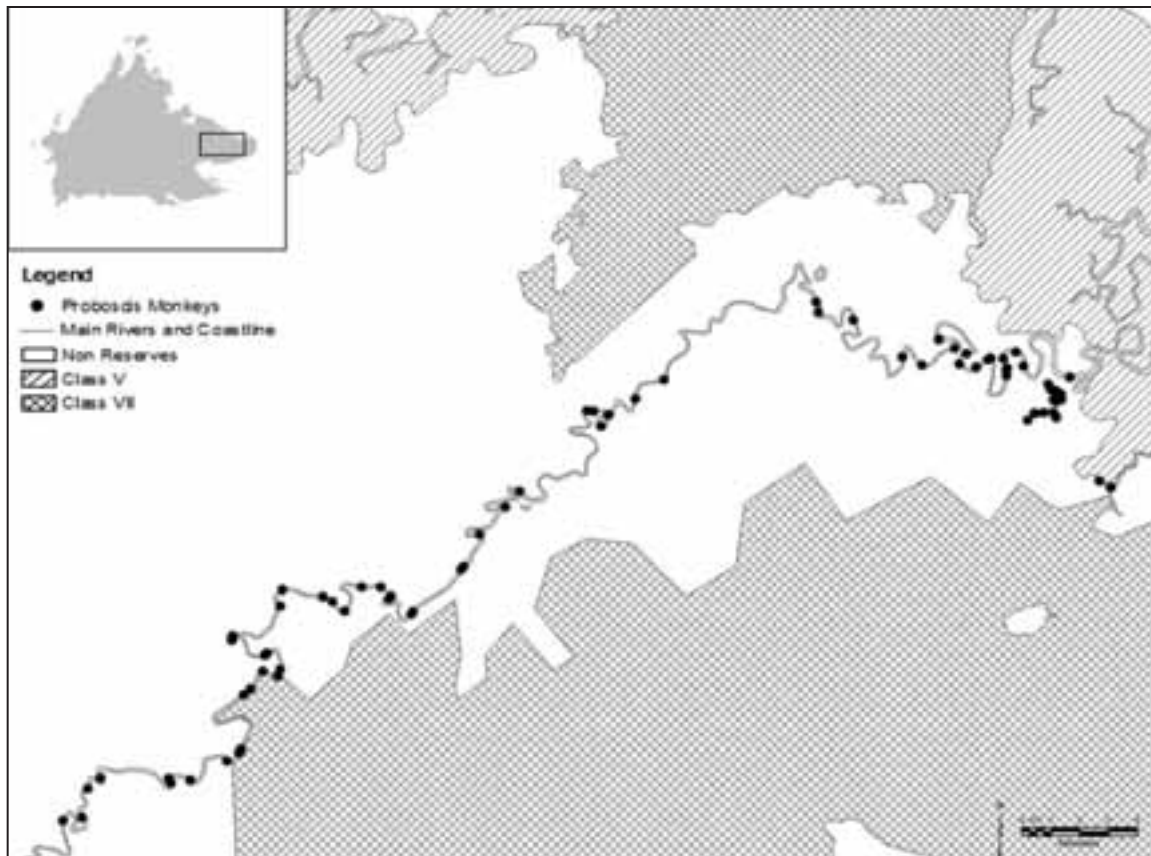 Legend
Proboscis Monkeys
Main Rivers and Coastline
Non Reserves
Class V
Class VII